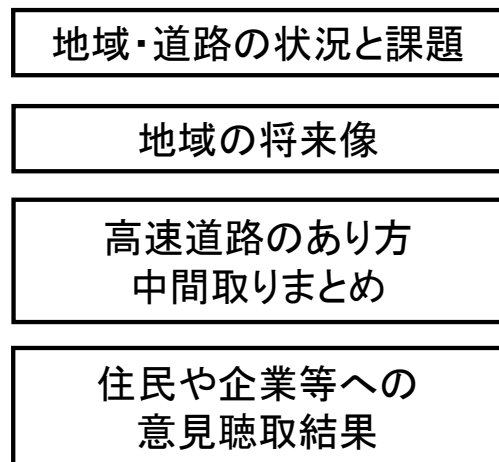 地域・道路の状況と課題
地域の将来像
高速道路のあり方
中間取りまとめ
住民や企業等への
意見聴取結果